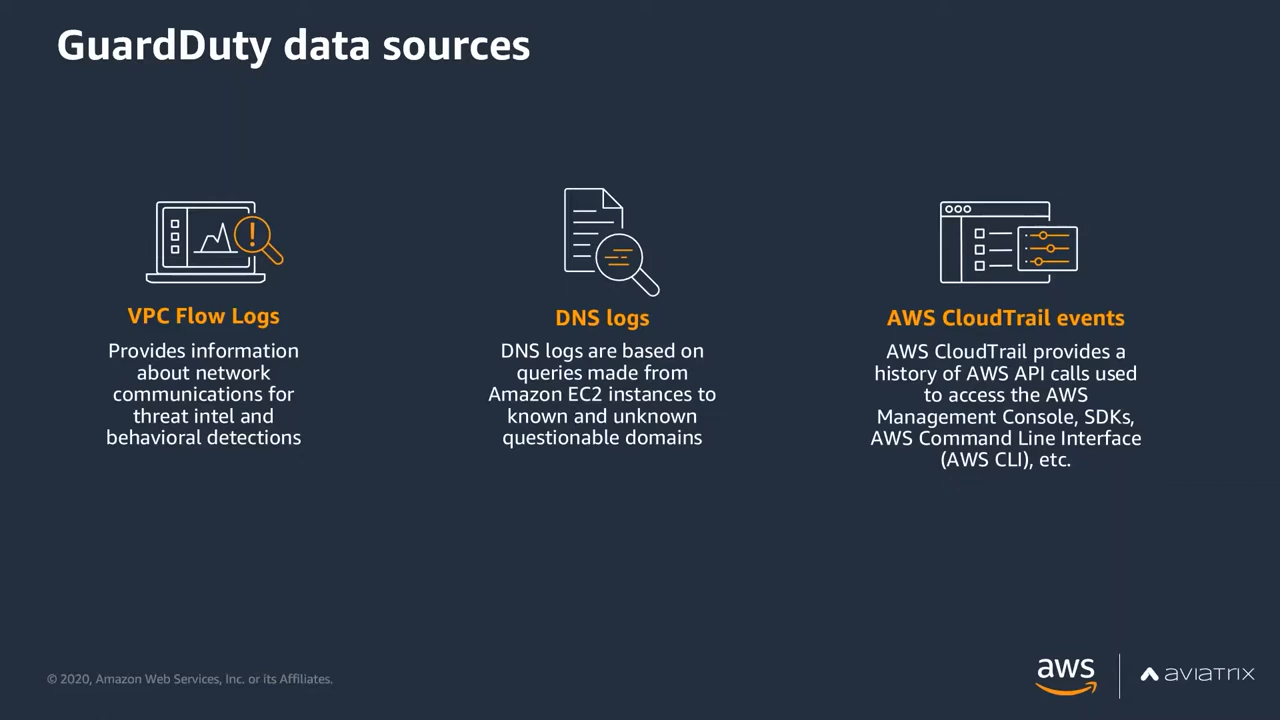 GuardDuty data sources
VPC Flow Logs
Provides information
about network
communications for
threat intel and
behavioral detections
DNS logs
DNS logs are based on
queries made from
Amazon EC2 instances to
known and unknown
questionable domains
AWS CloudTrail events
AWS CloudTrail provides a
history of AWS API calls used
to access the AWS
Management Console, SDKs,
AWS Command Line Interface
(AWS CLI), etc.
© 2020, Amazon Web Services, Inc. or its Affiliates.
aws
aviatrix